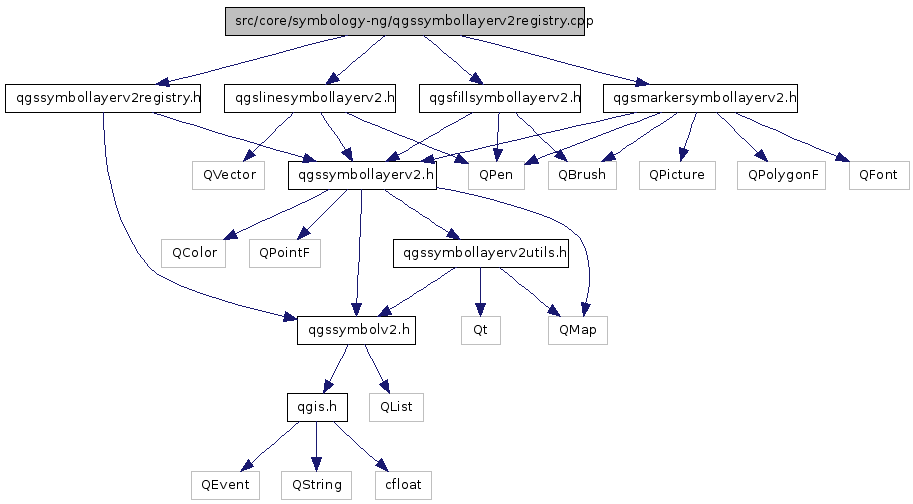 src/core/symbology-ng/qgssymbollayerv2registry.cpp
qgssymbollayerv2registry.h
qgslinesymbollayerv2.h
qgsfillsymbollayerv2.h
qgsmarkersymbollayerv2.h
QVector
qgssymbollayerv2.h
QPen
QBrush
QPicture
QPolygonF
QFont
QColor
QPointF
qgssymbollayerv2utils.h
qgssymbolv2.h
Qt
QMap
qgis.h
QList
QEvent
QString
cfloat